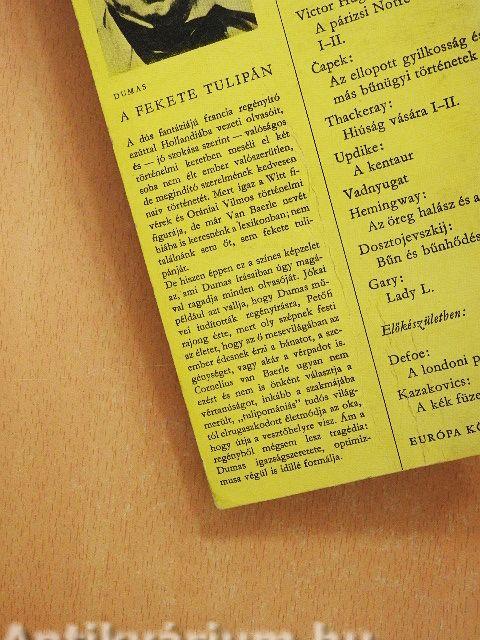 DUMAS
A FEKETE TULIPÁN
A dús fantáziájú francia regényíró
ezúttal Hollandjába vezeti olvasóit,
és — jó szokása szerint — valóságos
történelmi keretben meséli el két
soha nem élt ember valószerűtlen,
de megindító szerelmének kedvesen
naiv történetét. Mert igaz a Witt fi-
vérek és Orániai Vilmos történelmi
figurája, de már Van Baerle nevét
hiába is keresnénk a lexikonban; nem
találnánk sem őt, sem fekete tuli-
pánját.
De hiszen éppen ez a színes képzelet
az, ami Dumas írásaiban úgy magá-
val ragadja minden olvasóját. Jókai
például azt vallja, hogy Dumas mű-
vei indították regényírásra, Petőfi
rajong érte, mert oly szépnek festi
az életet, hogy az ő mesevilágában az
ember édesnek érzi a bánatot, a sze-
génységet, vagy akár a vérpadot is.
Cornelius van Baerle ugyan nem
ezért és nem is önként választja a
vértanúságot, inkább a szakmájába
merült, „tulipomániás" tudós világ-
tól elrugaszkodott életmódja az oka,
hogy útja a vesztőhelyre visz. Ám a
regényből mégsem lesz tragédia:
Dumas igazságszeretete, optimiz-
musa végül is idillé formálja.
Victor
A párizsi
I–II.
Čapek:
Az ellopott gyilkosság és
más bűnügyi történetek
Thackeray:
Hiúság vására I–II.
Updike:
A kentaur
Vadnyugat
Hemingway:
Az öreg halász és a
Dosztojevszkij:
Bűn és bűnhődés
Gary:
Lady L.
Előkészületben:
Defoe:
A londoni
Kazakovics:
A kék füze
EURÓPA
Antikvárium.hu